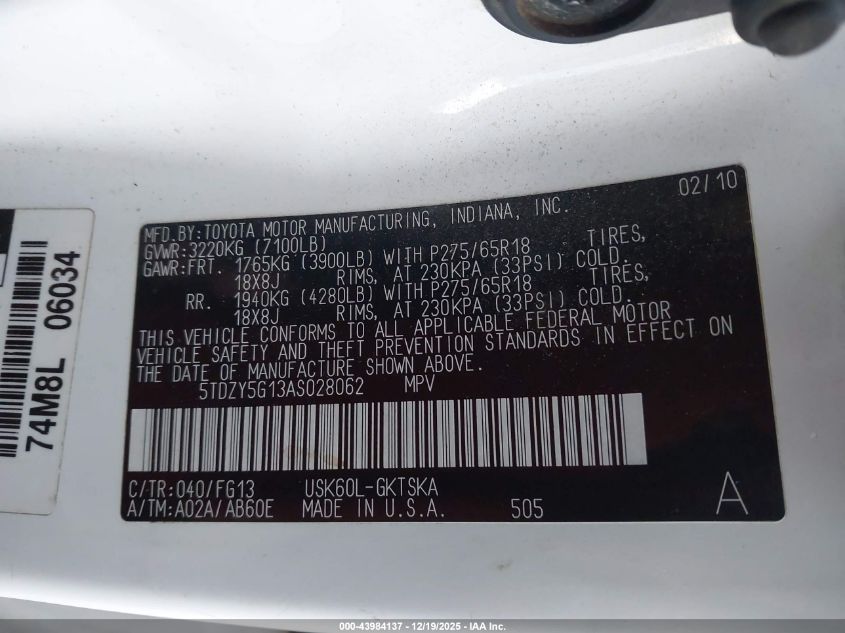 02/10
MFD.BY:TOYOTA MOTOR MANUFACTURING, INDIANA, INC.
GVWR:3220KG (7100LB)
GAWR:FRT. 1765KG (3900LB) WITH P275/65R18 TIRES,
18X8J RIMS, AT 230KPA (33PSI) COLD.
RR. 1940KG (4280LB) WITH P275/65R18 TIRES,
18X8J RIMS, AT 230KPA (33PSI) COLD.
THIS VEHICLE CONFORMS TO ALL APPLICABLE FEDERAL MOTOR
VEHICLE SAFETY AND THEFT PREVENTION STANDARDS IN EFFECT ON
THE DATE OF MANUFACTURE SHOWN ABOVE.
5TDZY5G13AS028062 MPV
C/TR:040/FG13 USK60L-GKTSKA
A/TM:A02A/AB60E MADE IN U.S.A. 505 A
74M8L 06034
000-43984137 - 12/19/2025 - IAA Inc.